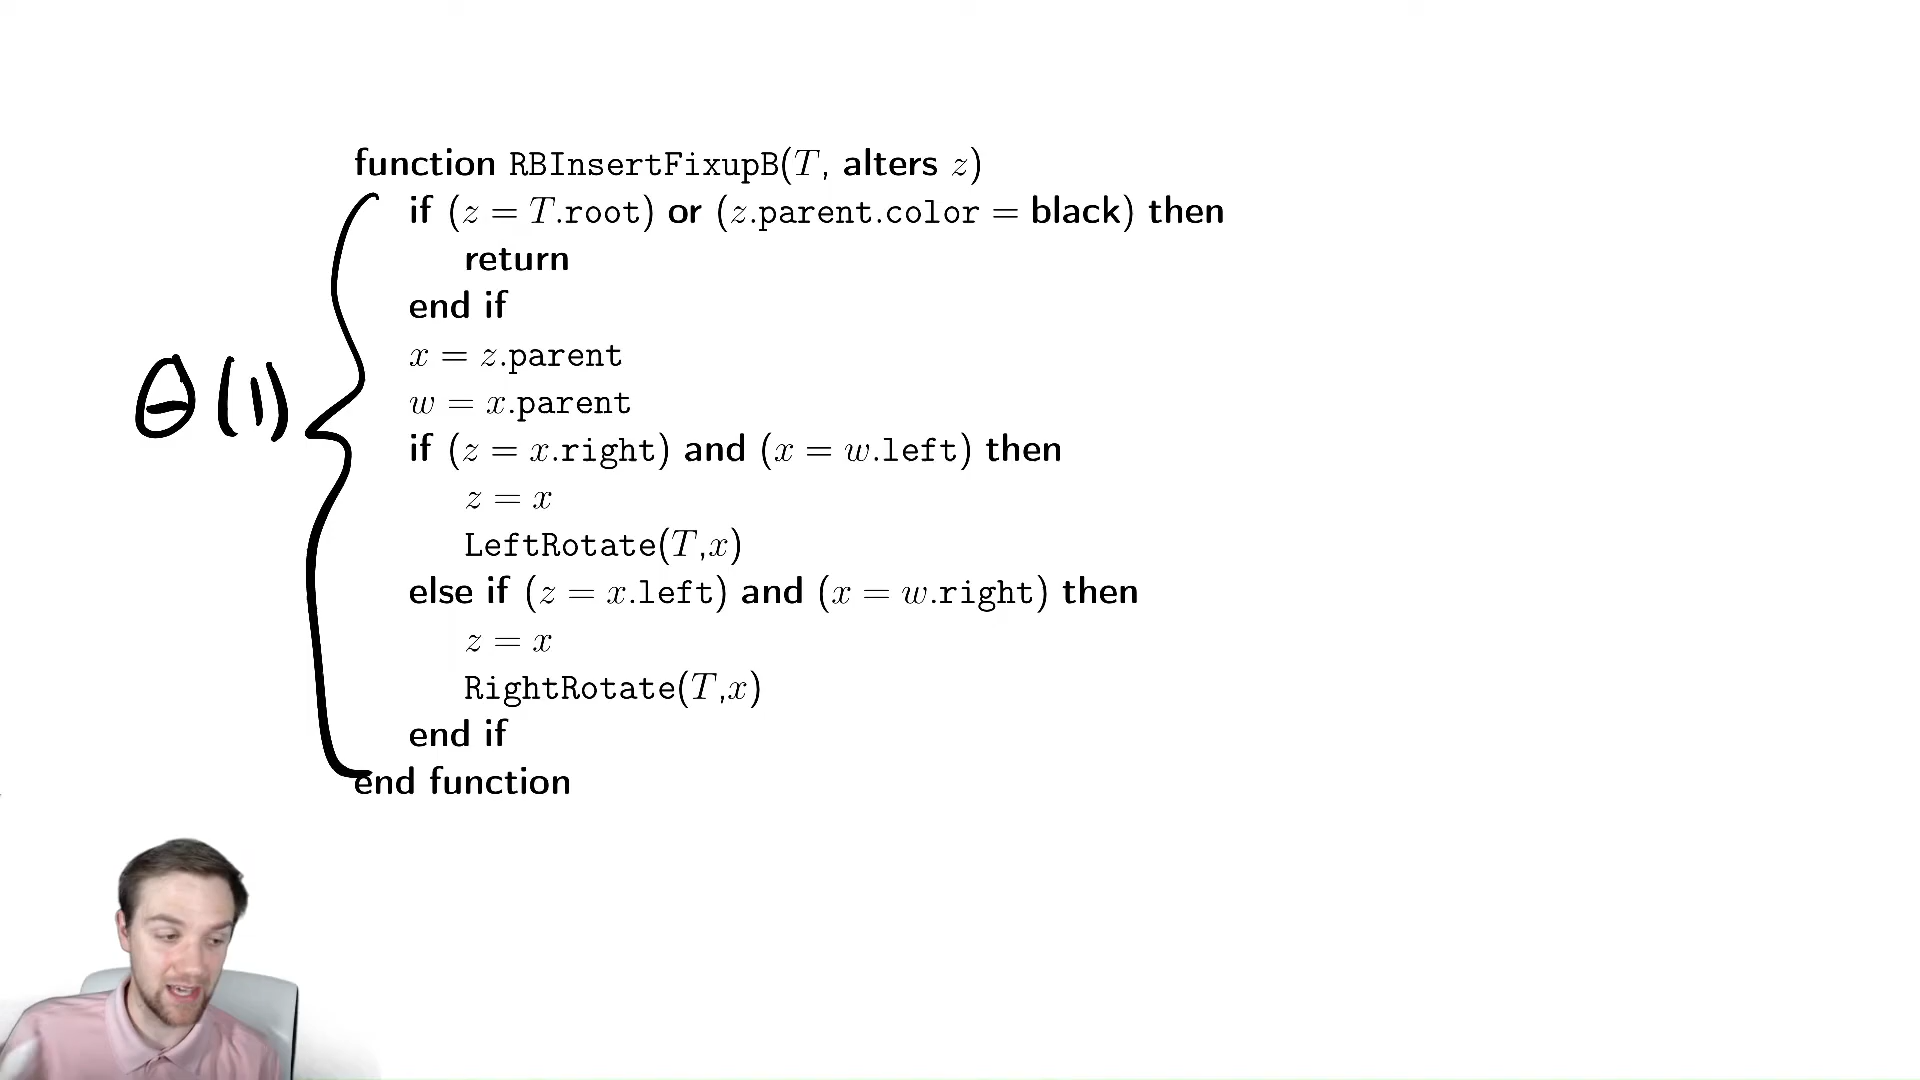 function RBInsertFixupB(T, alters z)
if (z = T.root) or (z.parent.color = black) then
return
end if
x = z.parent
θ(1)
w = x.parent
if (z = x.right) and (x = w.left) then
z = x
LeftRotate(T,x)
else if (z = x.left) and (x = w.right) then
z = x
RightRotate(T,x)
end if
end function